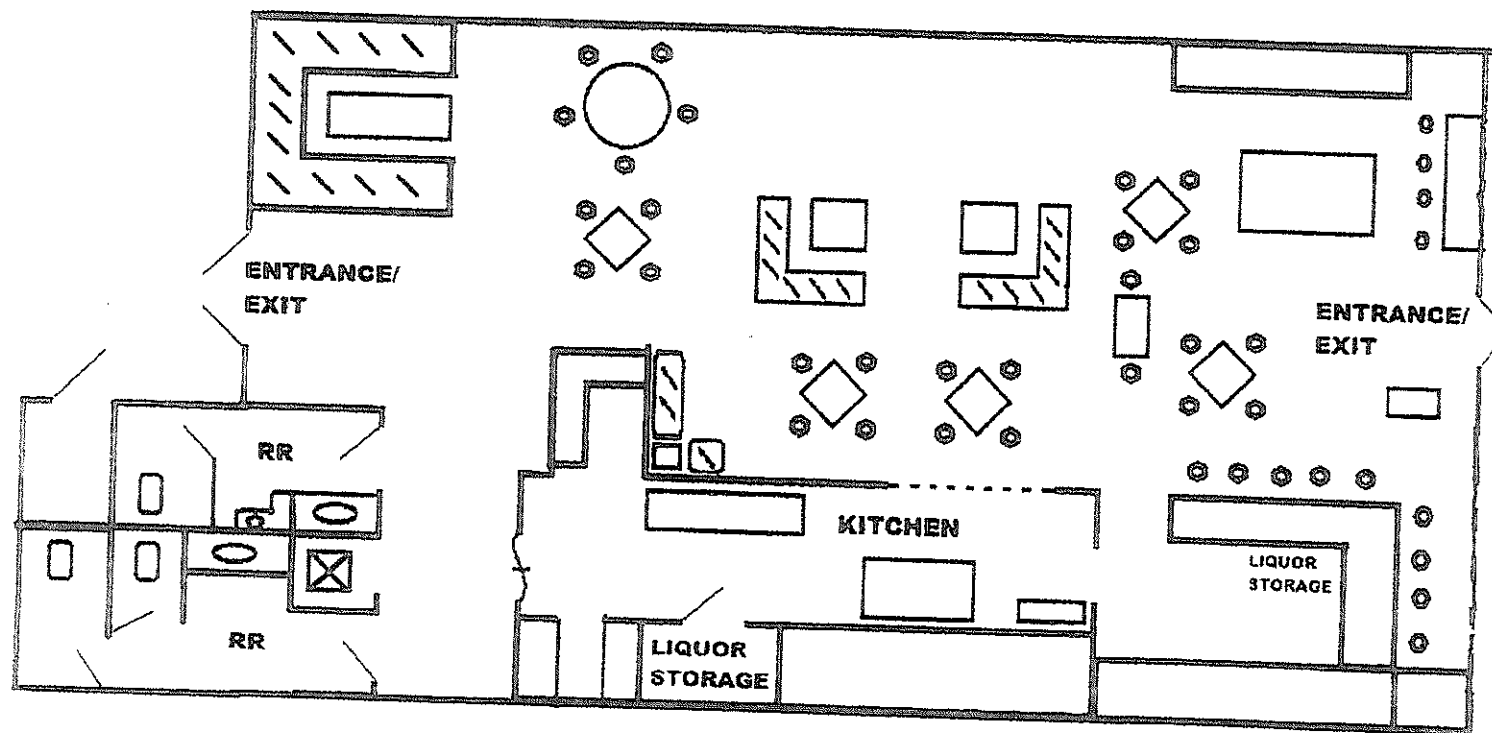 ENTRANCE/
EXIT
ENTRANCE/
EXIT
RR
KITCHEN
LIQUOR
STORAGE
RR
LIQUOR
STORAGE